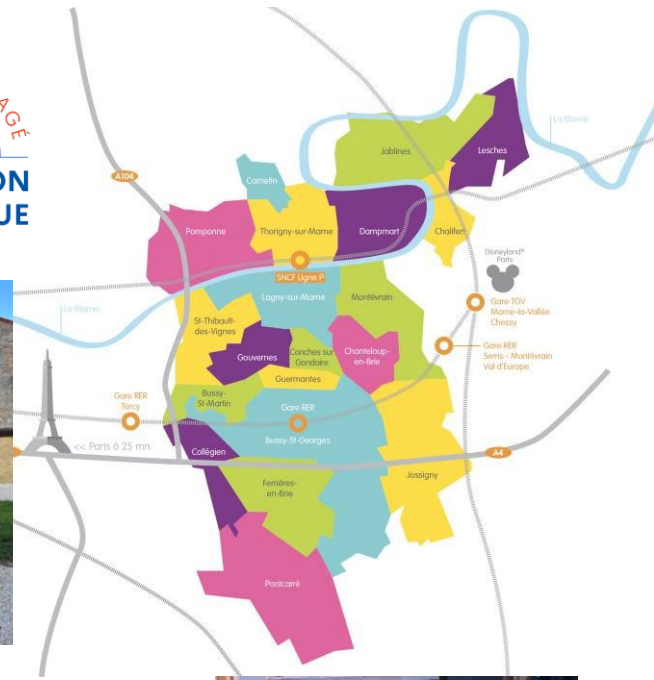 AGÉ
ON
UE
La Marne
Lesches
Jablines
A104
Carnetin
Pomponne
Thorigny-sur-Marne
Dampmart
Chalifert
Disneyland®
Paris
SNCF Ligne P
Lagny-sur-Marne
Montévrain
Gare TGV
Marne-la-Vallée
Chessy
La Marne
St-Thibault-
des-Vignes
Gouvernes
Conches sur
Gondoire
Chanteloup-
en-Brie
Gare RER
Serris - Montévrain
Val d'Europe
Guermantes
Bussy-
St-Martin
Gare RER
Torcy
Gare RER
Bussy-St-Georges
<< Paris à 25 mn
Collégien
A4
Ferrières-
en-Brie
Jossigny
Pontcarré